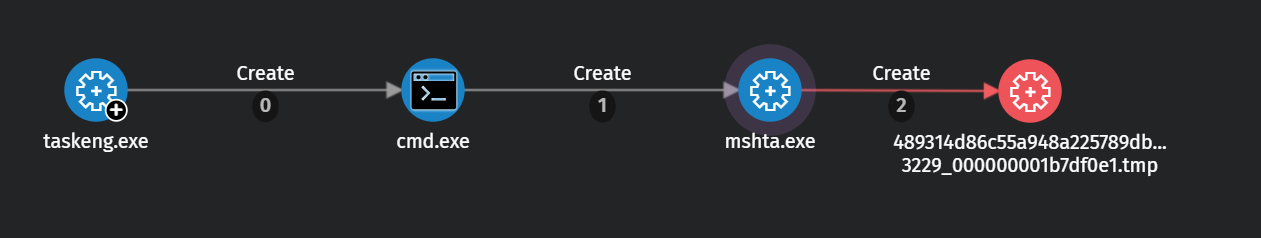 Create
Create
Create
0
1
2
taskeng.exe
cmd.exe
mshta.exe
489314d86c55a948a225789db...
3229_000000001b7df0e1.tmp